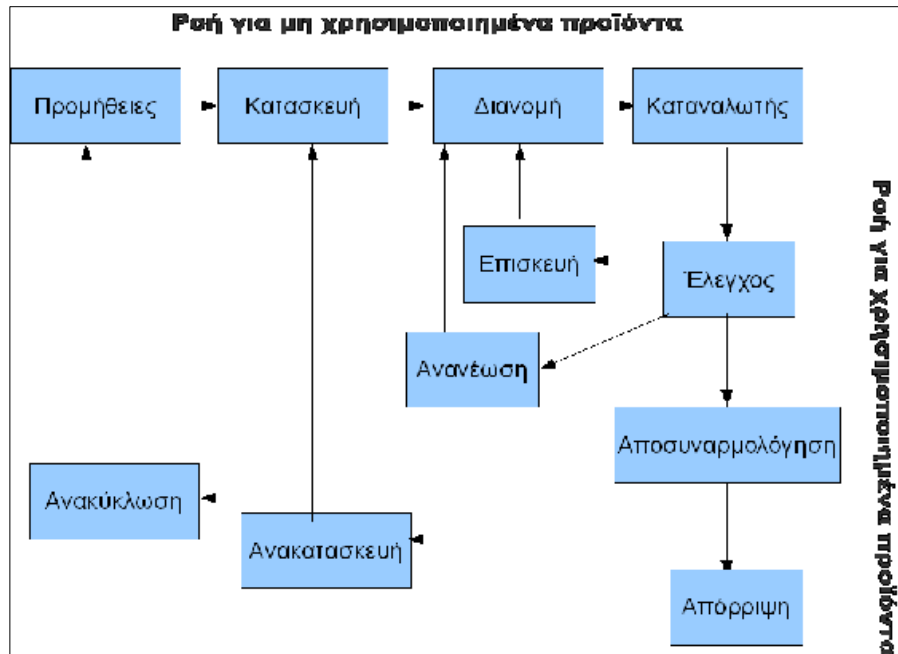 Ροή για μη χρησιμοποιημένα προϊόντα
Προμήθειες
Κατασκευή
Διανομή
Καταναλωτής
Επισκευή
Έλεγχος
Ανανέωση
Αποσυναρμολόγηση
Ανακύκλωση
Ανακατασκευή
Απόρριψη
Ροή για χρησιμοποιημένα προϊόντα